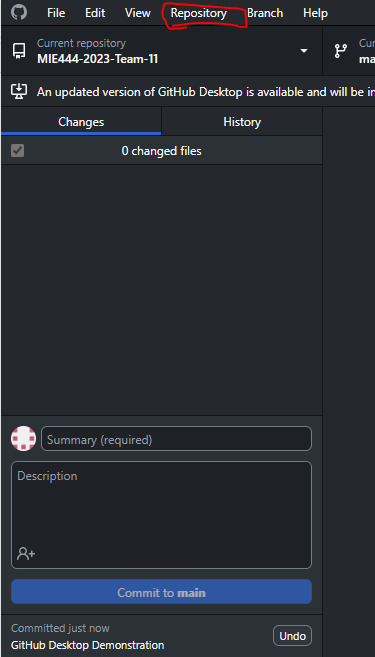 File Edit View Repository Branch Help
Current repository
MIE444-2023-Team-11
Cur
ma
An updated version of GitHub Desktop is available and will be in
Changes History
0 changed files
Summary (required)
Description
Commit to main
Committed just now
GitHub Desktop Demonstration
Undo